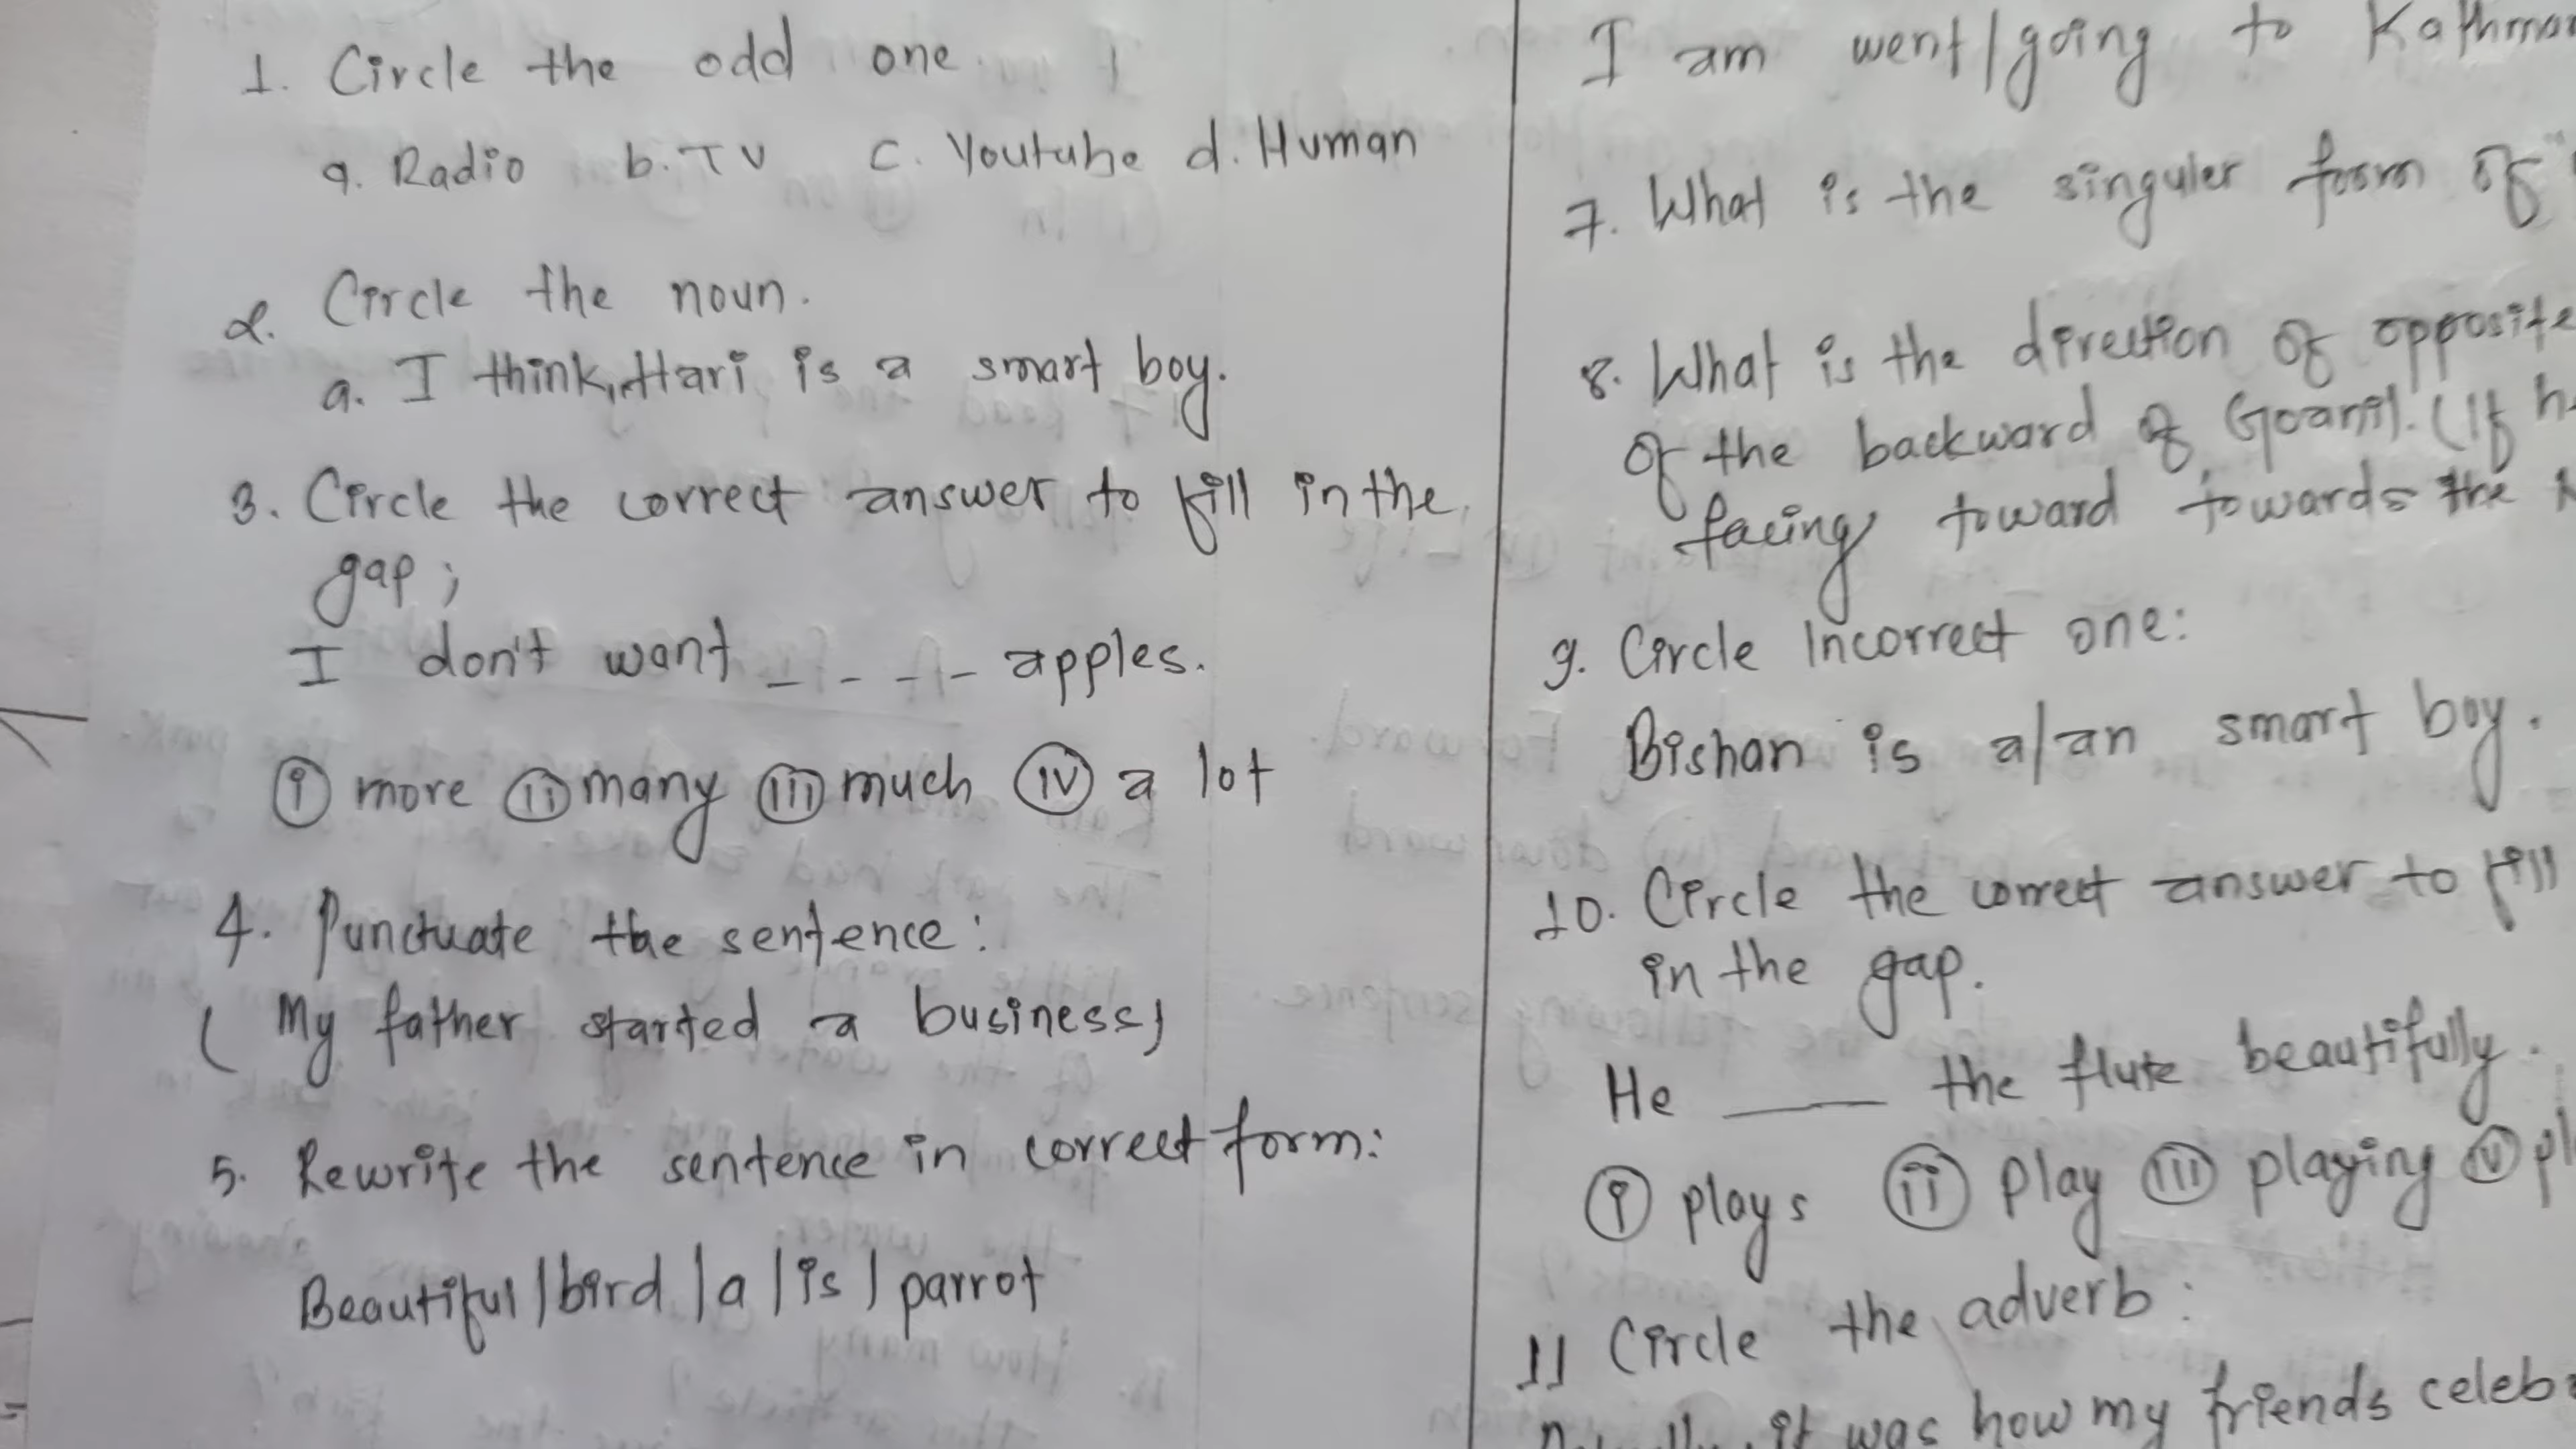 1. Circle the odd one
a. Radio b. TV c. Youtube d. Human
2. Circle the noun.
a. I think, Hari is a smart boy.
3. Circle the correct answer to fill in the
gap;
I don't want ---- apples.
i more ii many iii much iv a lot
4. Punctuate the sentence:
( My father started a business)
5. Rewrite the sentence in correct form:
Beautiful/bird/a/is/parrot
I am went/going to
7. What is the singuler form of
8. What is the direction of opposite
of the backward of (If
facing toward towards the
9. Circle Incorrect one:
Bishan is a/an smart boy.
10. Circle the correct answer to fill
in the gap.
He ____ the flute beautifully.
i plays ii play iii playing iv
11 Circle the adverb:
it was how my friends